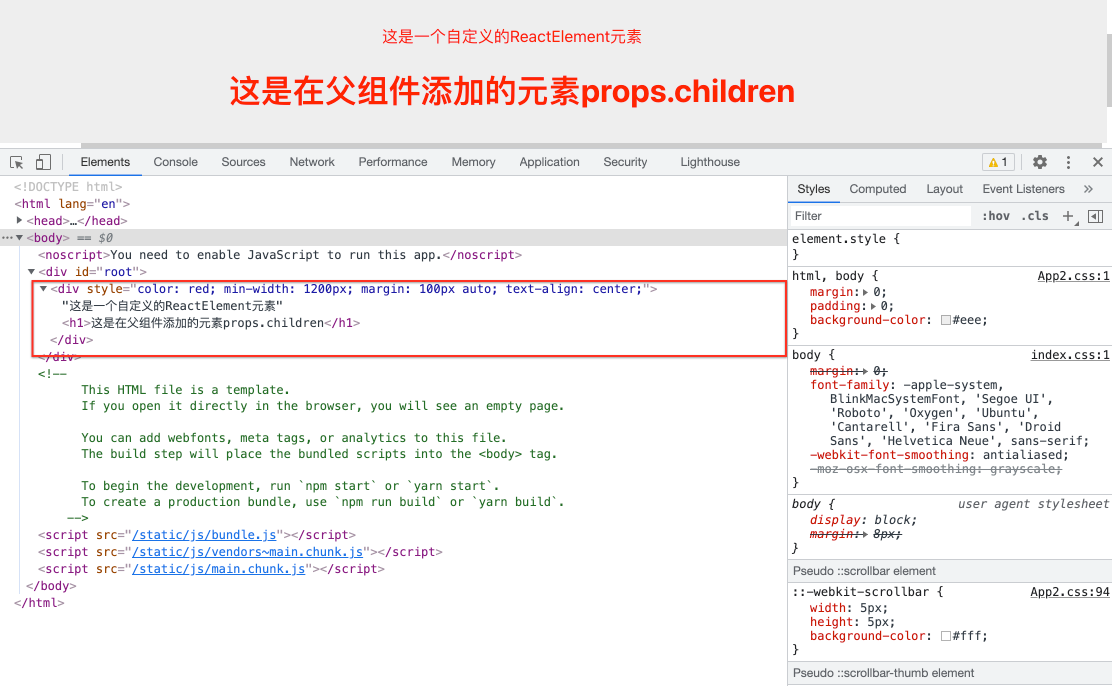 这是一个自定义的ReactElement元素
这是在父组件添加的元素props.children
Elements Console Sources Network Performance Memory Application Security Lighthouse 1
<!DOCTYPE html>
<html lang="en">
<head>…</head>
<body> == $0
<noscript>You need to enable JavaScript to run this app.</noscript>
<div id="root">
<div style="color: red; min-width: 1200px; margin: 100px auto; text-align: center;">
"这是一个自定义的ReactElement元素"
<h1>这是在父组件添加的元素props.children</h1>
</div>
</div>
<!--
This HTML file is a template.
If you open it directly in the browser, you will see an empty page.
You can add webfonts, meta tags, or analytics to this file.
The build step will place the bundled scripts into the <body> tag.
To begin the development, run `npm start` or `yarn start`.
To create a production bundle, use `npm run build` or `yarn build`.
-->
<script src="/static/js/bundle.js"></script>
<script src="/static/js/vendors~main.chunk.js"></script>
<script src="/static/js/main.chunk.js"></script>
</body>
</html>
Styles Computed Layout Event Listeners »
Filter :hov .cls +
element.style {
}
html, body { App2.css:1
margin: 0;
padding: 0;
background-color: #eee;
}
body { index.css:1
margin: 0;
font-family: -apple-system,
BlinkMacSystemFont, 'Segoe UI',
'Roboto', 'Oxygen', 'Ubuntu',
'Cantarell', 'Fira Sans', 'Droid
Sans', 'Helvetica Neue', sans-serif;
-webkit-font-smoothing: antialiased;
-moz-osx-font-smoothing: grayscale;
}
body { user agent stylesheet
display: block;
margin: 8px;
}
Pseudo ::scrollbar element
::-webkit-scrollbar { App2.css:94
width: 5px;
height: 5px;
background-color: #fff;
}
Pseudo ::scrollbar-thumb element